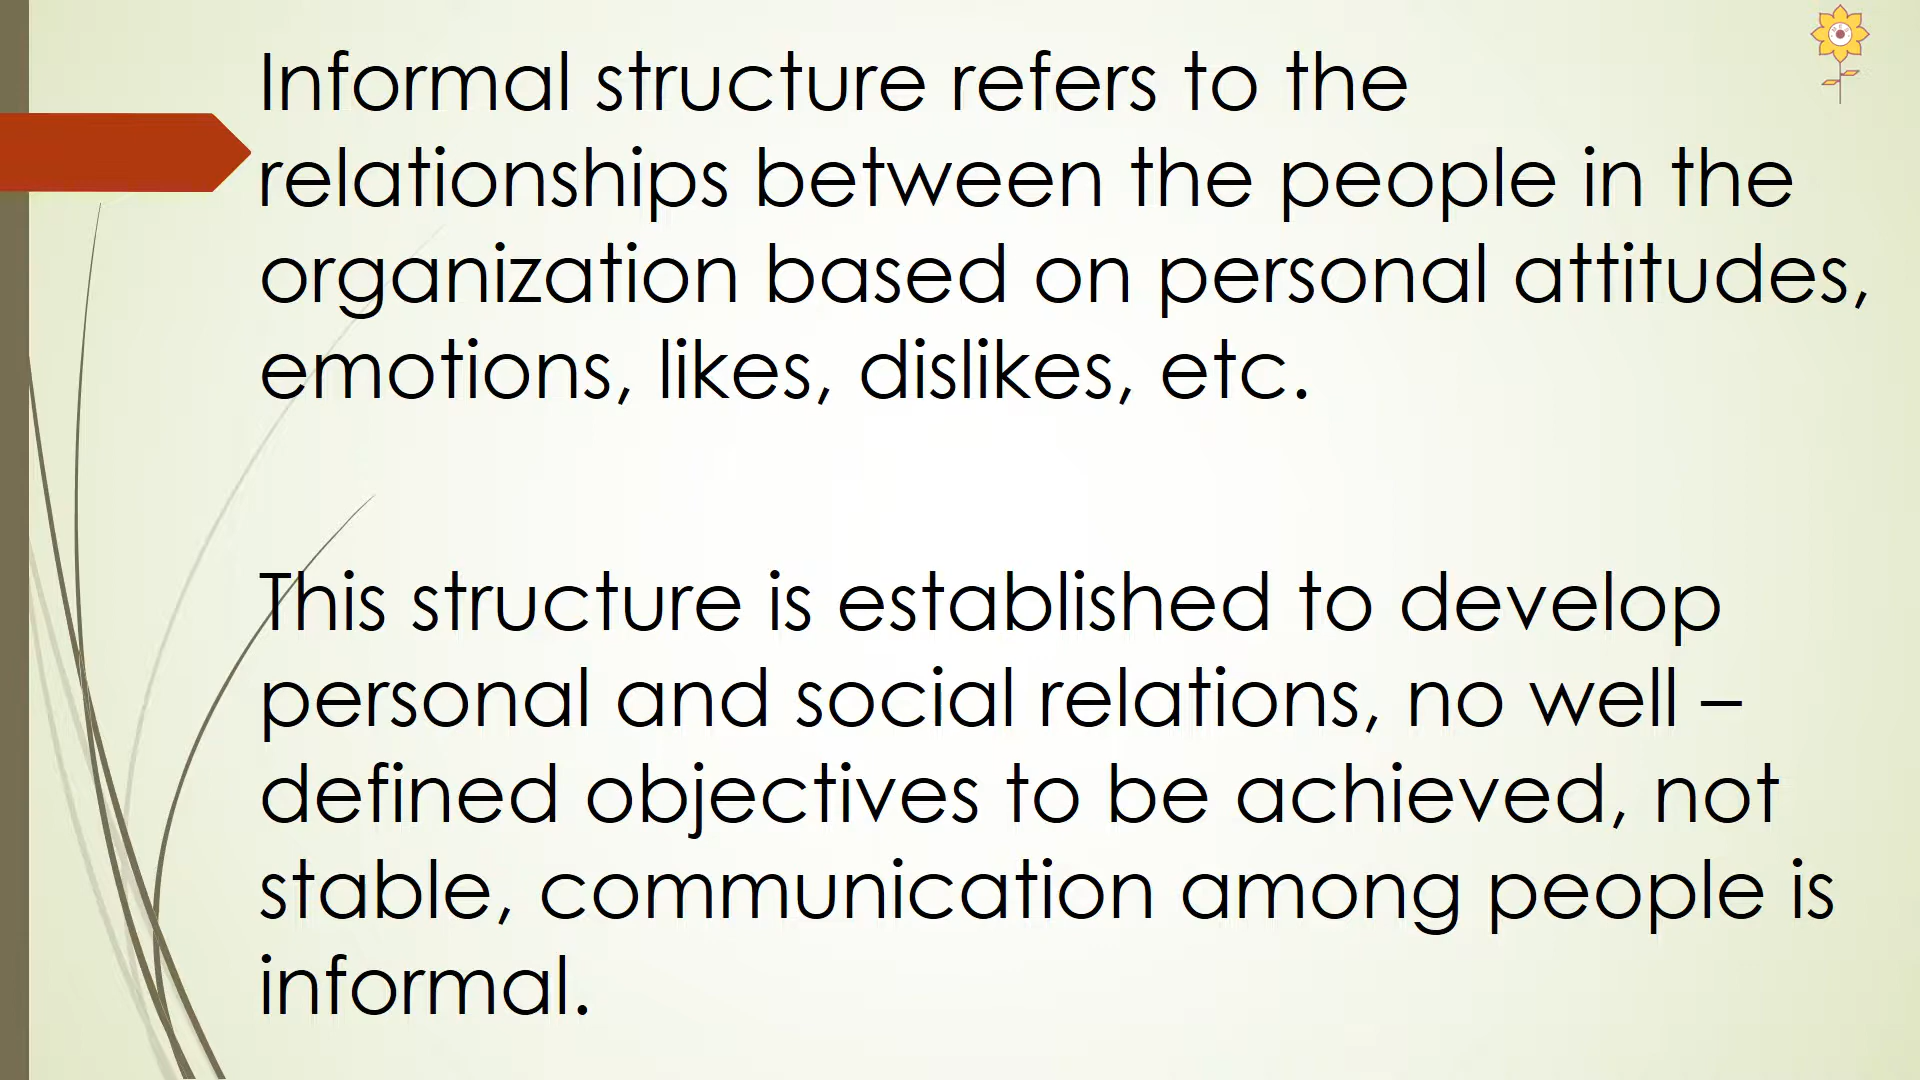 Informal structure refers to the
relationships between the people in the
organization based on personal attitudes,
emotions, likes, dislikes, etc.
This structure is established to develop
personal and social relations, no well –
defined objectives to be achieved, not
stable, communication among people is
informal.